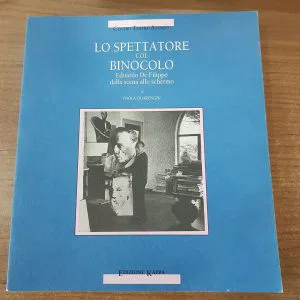 CENTRO TEATRO ATENEO
LO SPETTATORE
COL
BINOCOLO
Eduardo De Filippo
dalla scena allo schermo
PAOLA QUARENGHI
EDIZIONI KAPPA